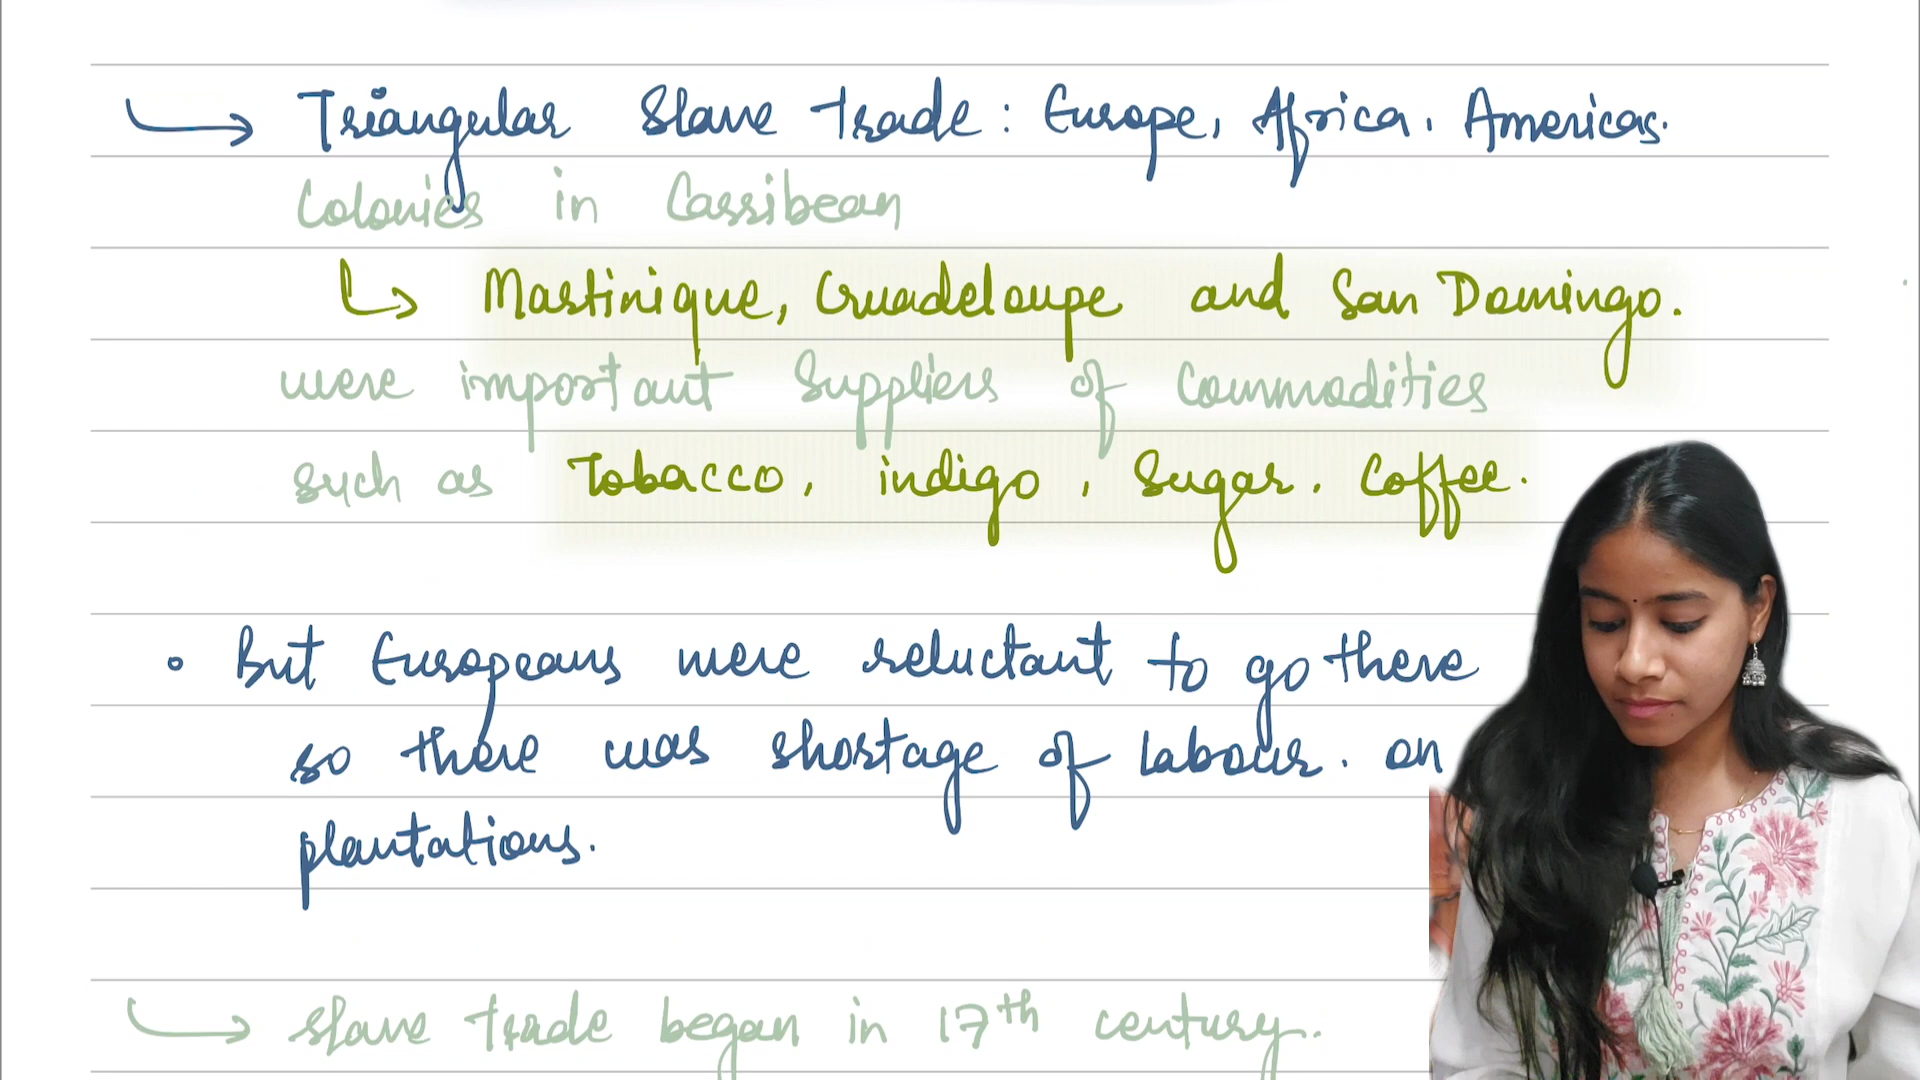 Triangular Slave trade : Europe, Africa, Americas.
Colonies in Carribean
Martinique, Guadeloupe and San Domingo.
were important Suppliers of Commodities
such as Tobacco, indigo, Sugar, Coffee.
But Europeans were reluctant to go there
so there was shortage of labour. on
plantations.
slave trade began in 17th century.